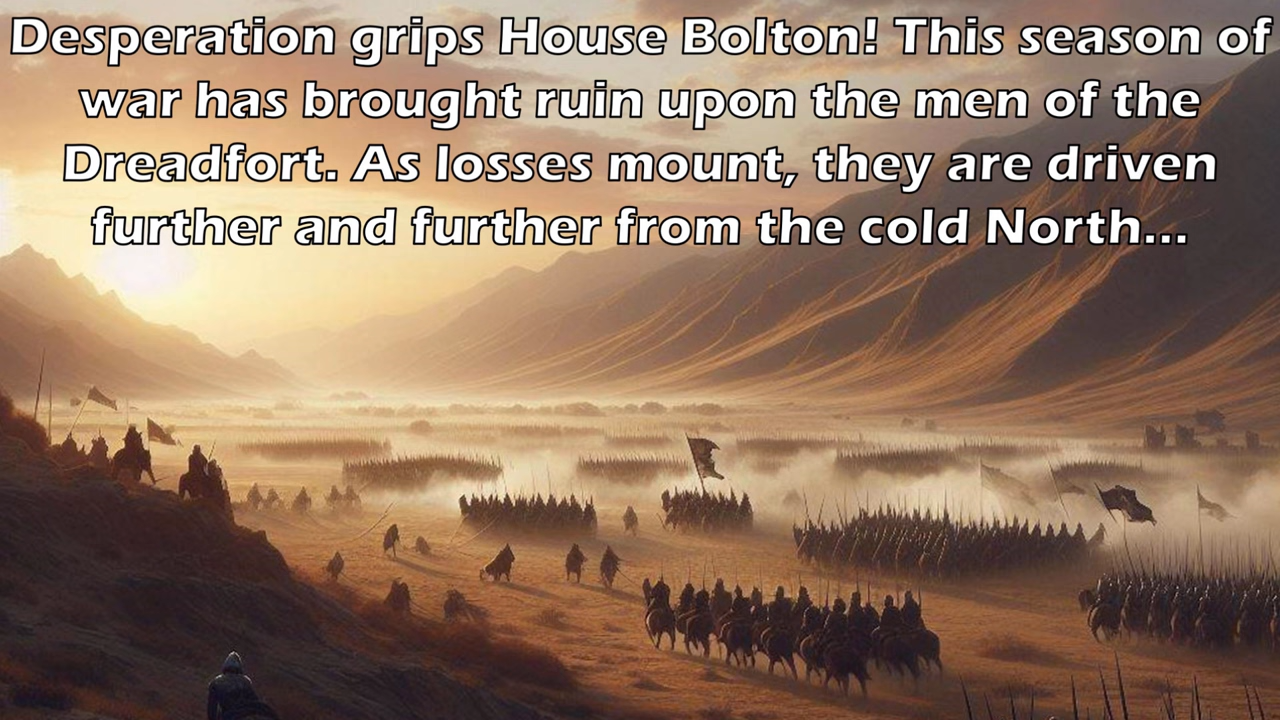 Desperation grips House Bolton! This season of
war has brought ruin upon the men of the
Dreadfort. As losses mount, they are driven
further and further from the cold North...